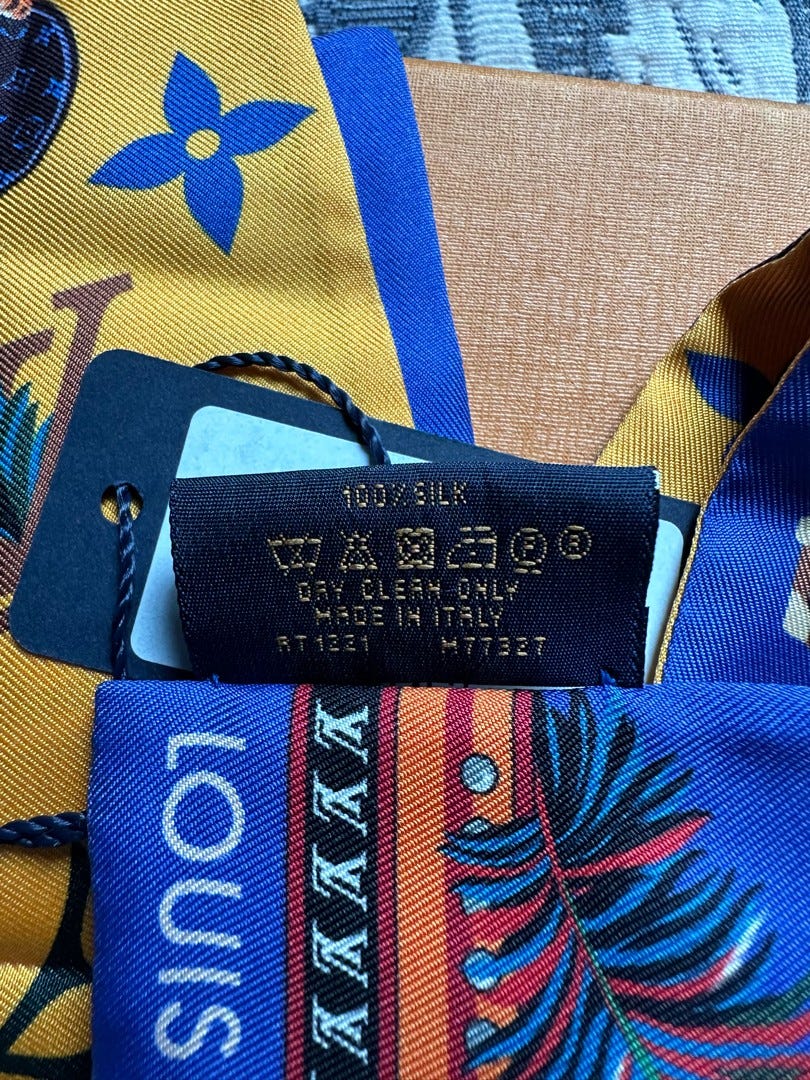 100% SILK
P B
DRY CLEAN ONLY
MADE IN ITALY
RT1221 M77327
LOUIS